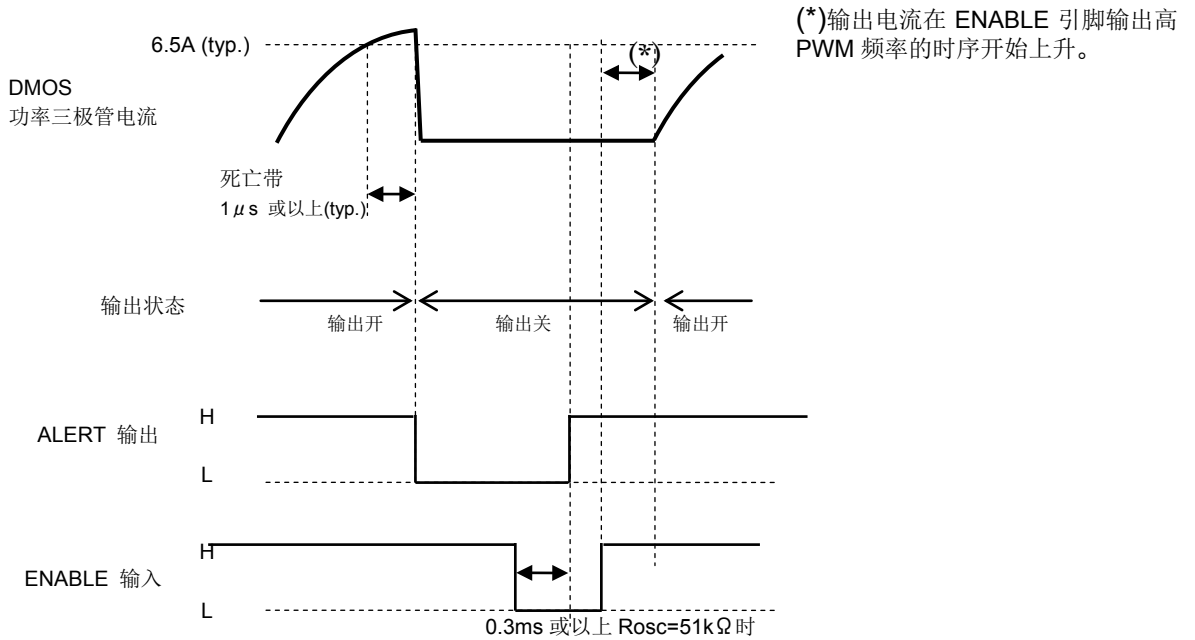 (*)输出电流在 ENABLE 引脚输出高
PWM 频率的时序开始上升。
6.5A (typ.)
(*)
DMOS
功率三极管电流
死亡带
1μs 或以上(typ.)
输出状态
输出开
输出关
输出开
H
ALERT 输出
L
H
ENABLE 输入
L
0.3ms 或以上 Rosc=51kΩ时